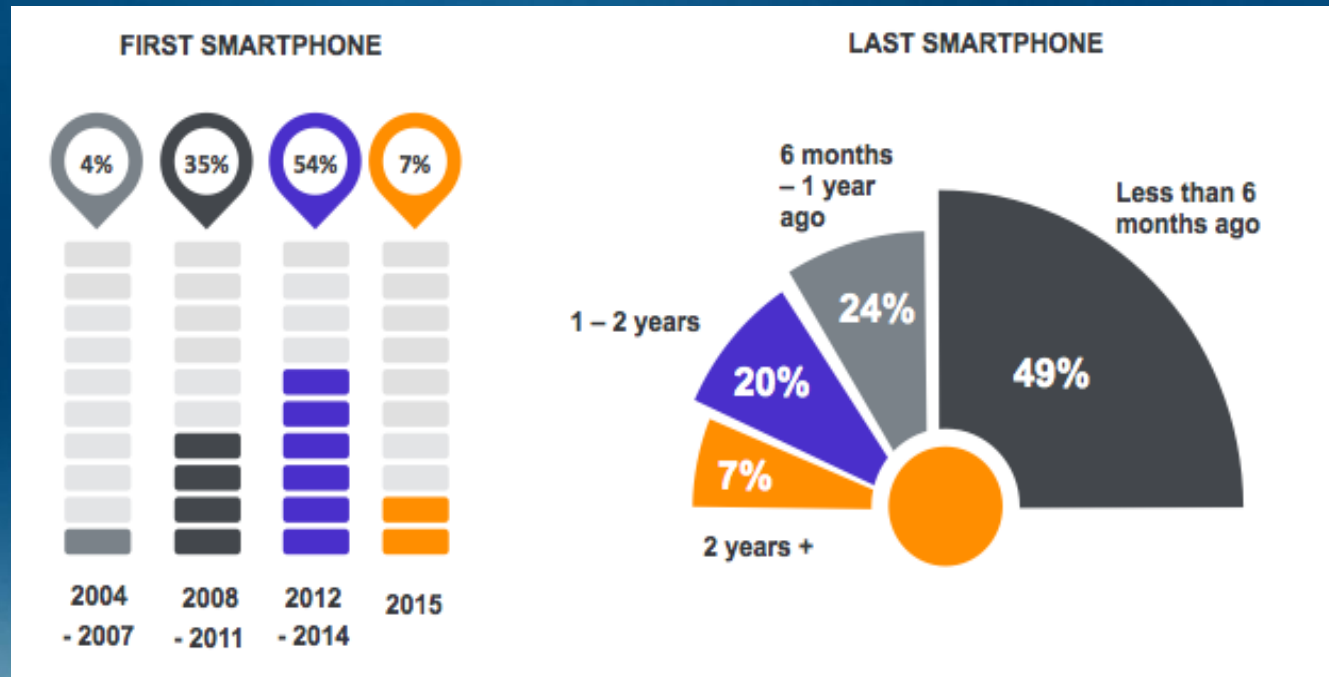 FIRST SMARTPHONE
4%
35%
54%
7%
2004
- 2007
2008
- 2011
2012
- 2014
2015
LAST SMARTPHONE
6 months
– 1 year
ago
Less than 6
months ago
1 – 2 years
24%
49%
20%
7%
2 years +